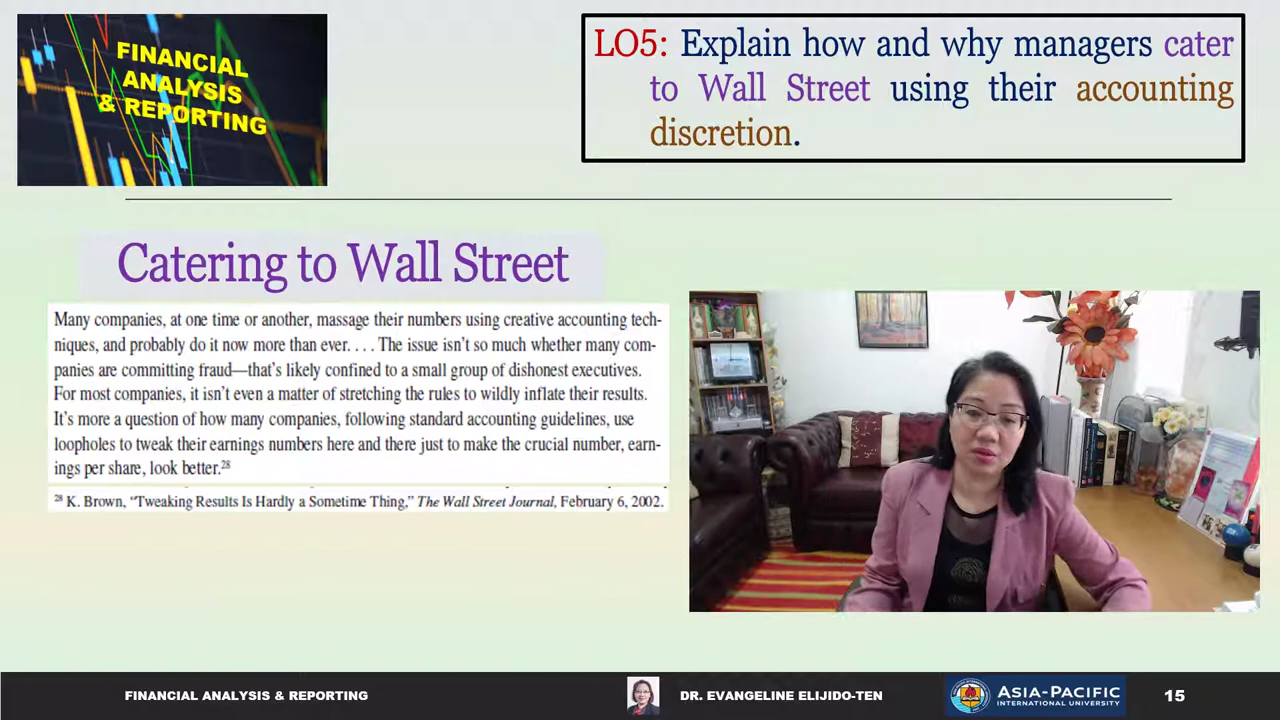 FINANCIAL
ANALYSIS
& REPORTING
LO5: Explain how and why managers cater
to Wall Street using their accounting
discretion.
Catering to Wall Street
Many companies, at one time or another, massage their numbers using creative accounting tech-
niques, and probably do it now more than ever. . . . The issue isn’t so much whether many com-
panies are committing fraud—that’s likely confined to a small group of dishonest executives.
For most companies, it isn’t even a matter of stretching the rules to wildly inflate their results.
It’s more a question of how many companies, following standard accounting guidelines, use
loopholes to tweak their earnings numbers here and there just to make the crucial number, earn-
ings per share, look better.28
28 K. Brown, “Tweaking Results Is Hardly a Sometime Thing,” The Wall Street Journal, February 6, 2002.
FINANCIAL ANALYSIS & REPORTING
DR. EVANGELINE ELIJIDO-TEN
ASIA-PACIFIC
INTERNATIONAL UNIVERSITY
15